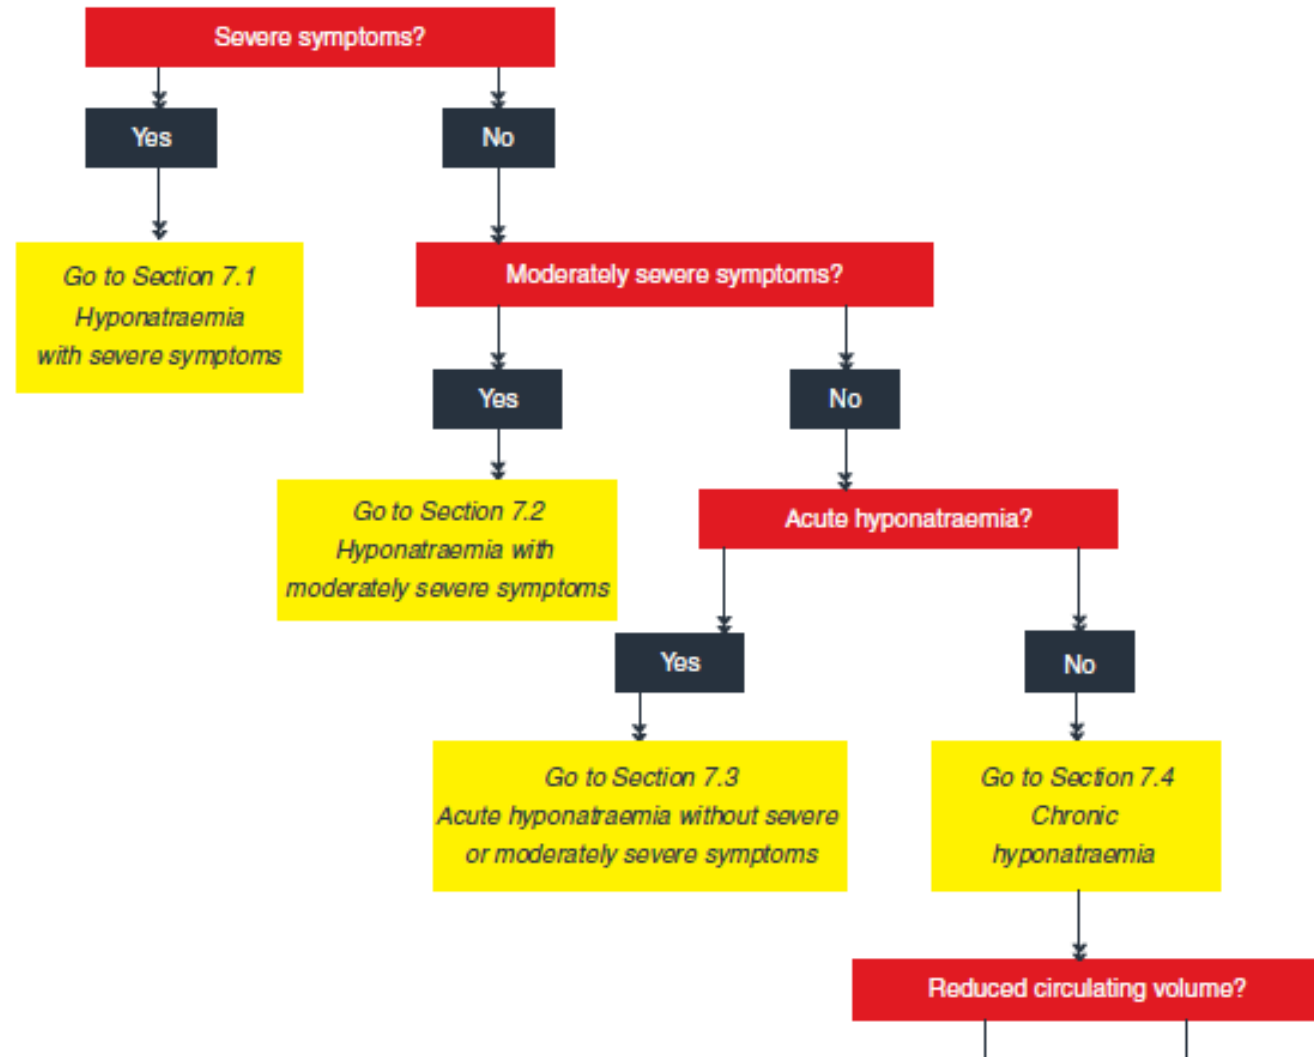 Severe symptoms?
Yes
No
Go to Section 7.1
Hyponatraemia
with severe symptoms
Moderately severe symptoms?
Yes
No
Go to Section 7.2
Hyponatraemia with
moderately severe symptoms
Acute hyponatraemia?
Yes
No
Go to Section 7.3
Acute hyponatraemia without severe
or moderately severe symptoms
Go to Section 7.4
Chronic
hyponatraemia
Reduced circulating volume?